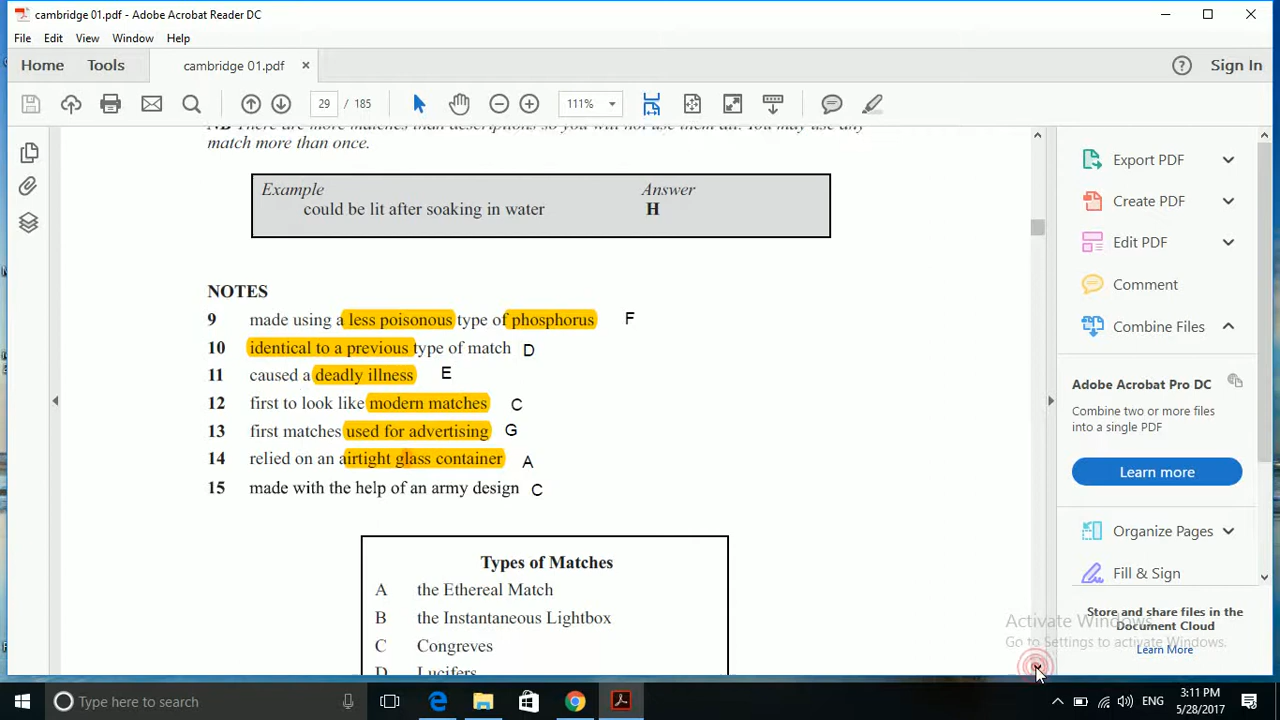 cambridge 01.pdf - Adobe Acrobat Reader DC
File Edit View Window Help
Home Tools cambridge 01.pdf × Sign In
29 / 185 111%
NB There are more matches than descriptions so you will not use them all. You may use any
match more than once.
Example Answer
could be lit after soaking in water H
NOTES
9 made using a less poisonous type of phosphorus F
10 identical to a previous type of match D
11 caused a deadly illness E
12 first to look like modern matches C
13 first matches used for advertising G
14 relied on an airtight glass container A
15 made with the help of an army design C
Types of Matches
A the Ethereal Match
B the Instantaneous Lightbox
C Congreves
D Lucifers
Export PDF
Create PDF
Edit PDF
Comment
Combine Files
Adobe Acrobat Pro DC
Combine two or more files
into a single PDF
Learn more
Organize Pages
Fill & Sign
Store and share files in the
Document Cloud
Learn More
Activate Windows
Go to Settings to activate Windows.
Type here to search
ENG
3:11 PM
5/28/2017